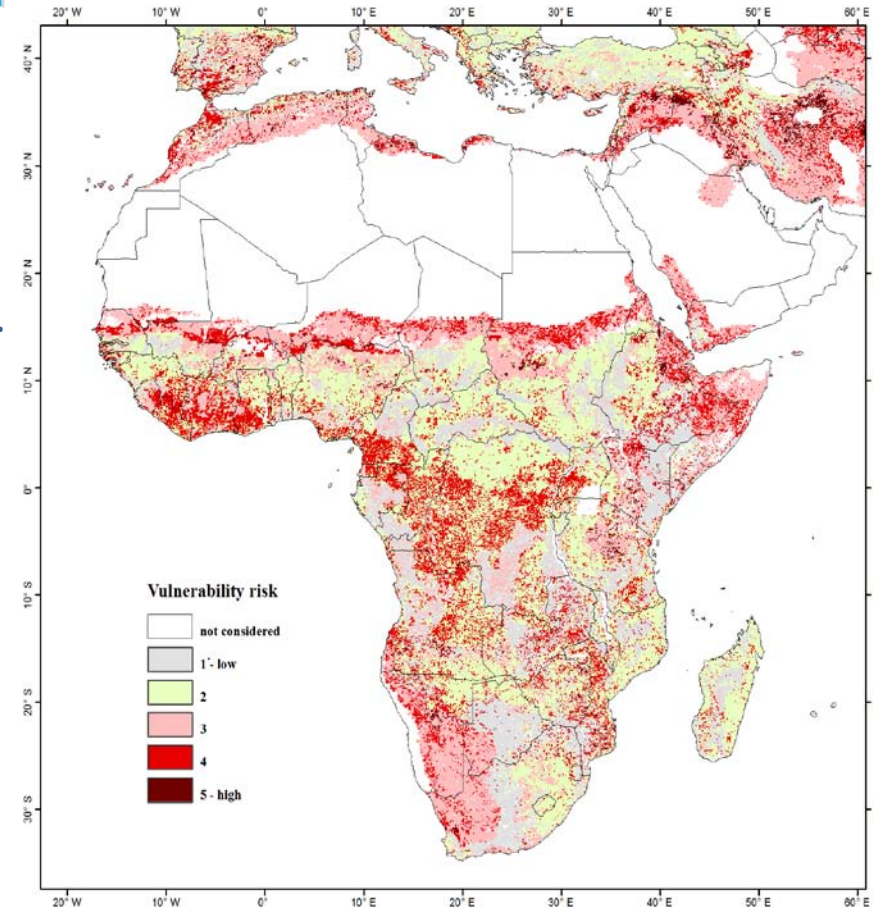 20° W 10° W 0° 10° E 20° E 30° E 40° E 50° E 60° E
40° N
30° N
20° N
10° N
0°
10° S
20° S
30° S
Vulnerability risk
not considered
1´- low
2
3
4
5 - high
20° W 10° W 0° 10° E 20° E 30° E 40° E 50° E 60° E